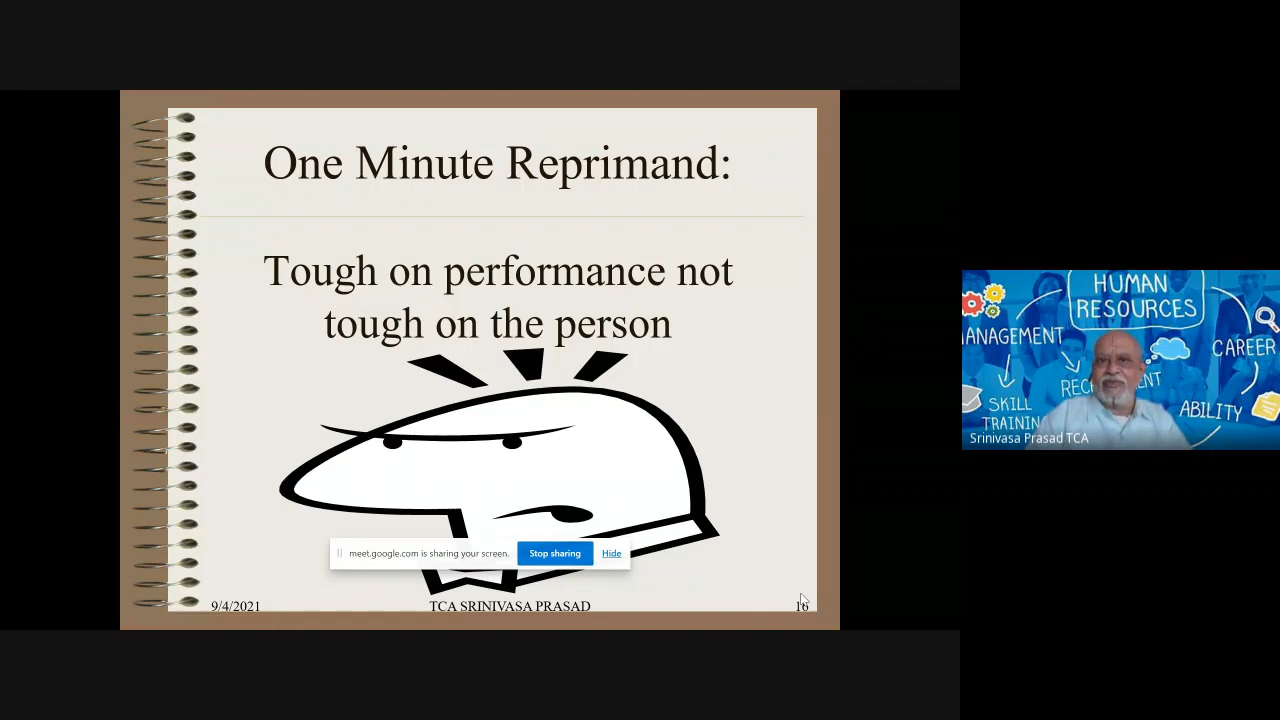 One Minute Reprimand:
Tough on performance not
tough on the person
meet.google.com is sharing your screen.
Stop sharing
Hide
9/4/2021
TCA SRINIVASA PRASAD
16
HUMAN
RESOURCES
ANAGEMENT
CAREER
SKILL
TRAINING
ABILITY
Srinivasa Prasad TCA